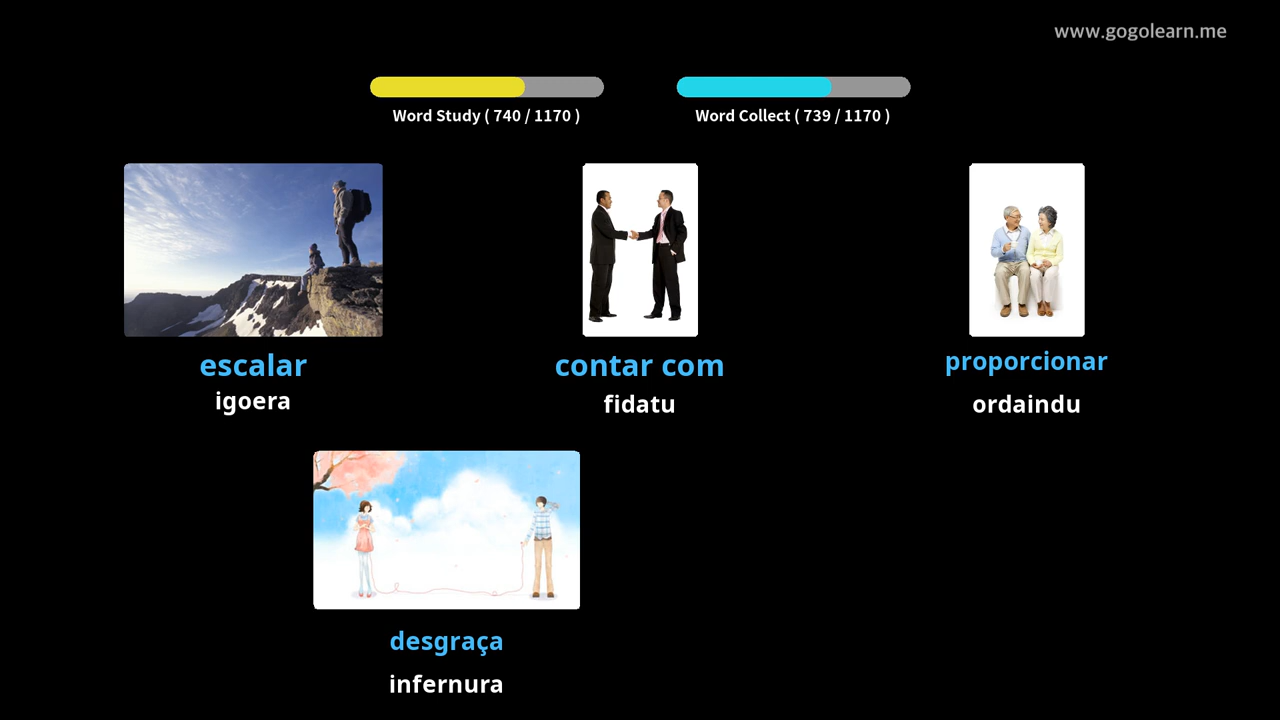 www.gogolearn.me
Word Study ( 740 / 1170 )
Word Collect ( 739 / 1170 )
escalar
igoera
contar com
fidatu
proporcionar
ordaindu
desgraça
infernura